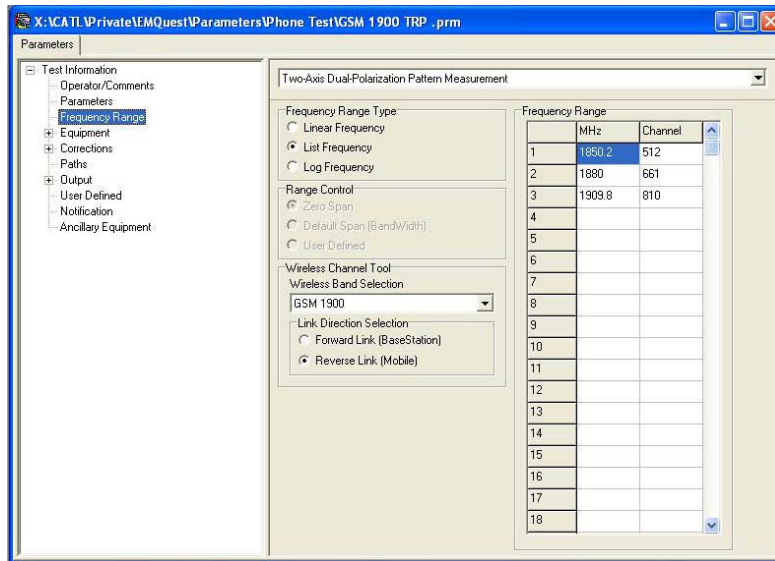 X:\CATL\Private\EMQuest\Parameters\Phone Test\GSM 1900 TRP .prm
Parameters
Test Information
Operator/Comments
Parameters
Frequency Range
Equipment
Corrections
Paths
Output
User Defined
Notification
Ancillary Equipment
Two-Axis Dual-Polarization Pattern Measurement
Frequency Range Type
Linear Frequency
List Frequency
Log Frequency
Range Control
Zero Span
Default Span (BandWidth)
User Defined
Wireless Channel Tool
Wireless Band Selection
GSM 1900
Link Direction Selection
Forward Link (BaseStation)
Reverse Link (Mobile)
Frequency Range
MHz Channel
1 1850.2 512
2 1880 661
3 1909.8 810
4
5
6
7
8
9
10
11
12
13
14
15
16
17
18